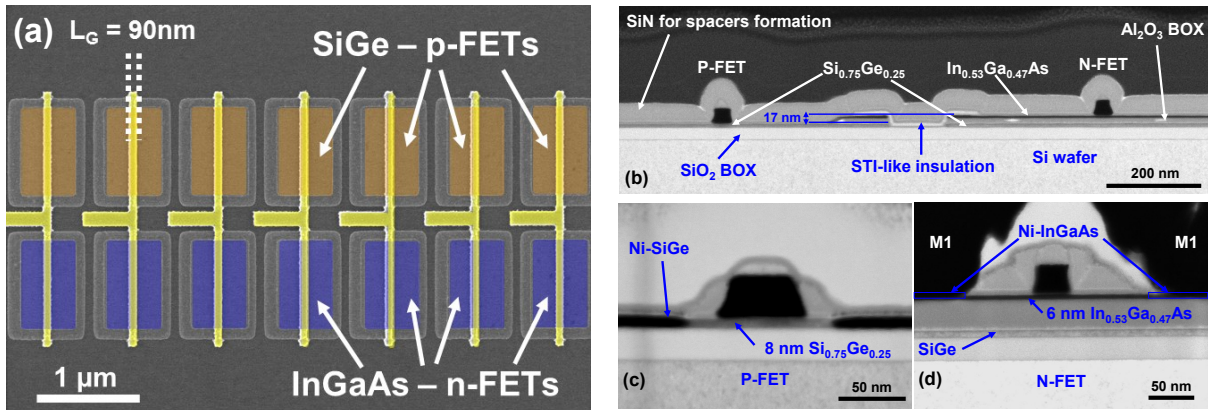 (a)
L_G = 90nm
SiGe – p-FETs
InGaAs – n-FETs
1 µm
SiN for spacers formation
Al₂O₃ BOX
P-FET
Si₀.₇₅Ge₀.₂₅
In₀.₅₃Ga₀.₄₇As
N-FET
17 nm
SiO₂ BOX
STI-like insulation
Si wafer
(b)
200 nm
Ni-SiGe
8 nm Si₀.₇₅Ge₀.₂₅
(c)
P-FET
50 nm
M1
Ni-InGaAs
M1
6 nm In₀.₅₃Ga₀.₄₇As
SiGe
(d)
N-FET
50 nm